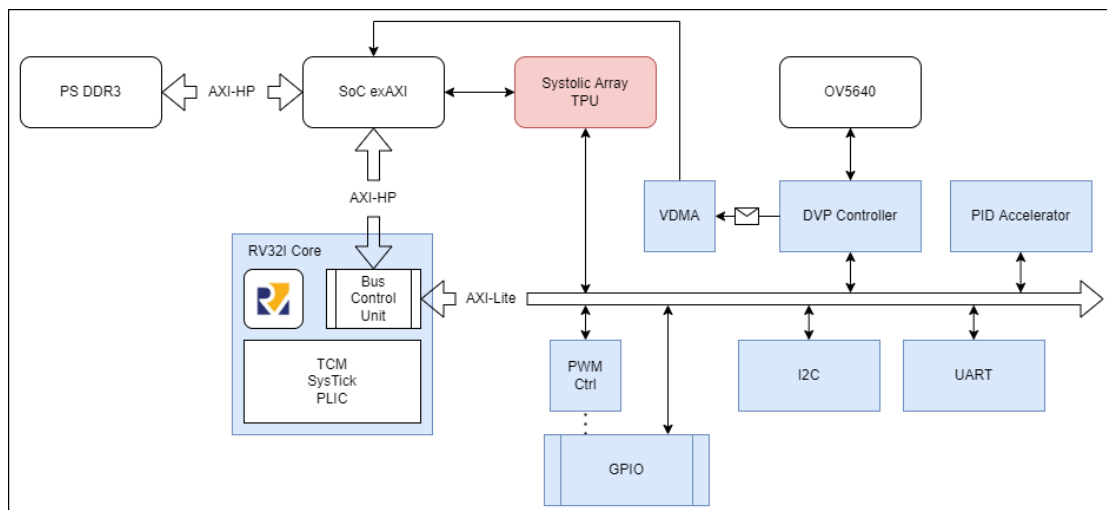 PS DDR3
AXI-HP
SoC exAXI
Systolic Array
TPU
OV5640
AXI-HP
VDMA
DVP Controller
PID Accelerator
RV32I Core
Bus
Control
Unit
AXI-Lite
TCM
SysTick
PLIC
PWM
Ctrl
I2C
UART
GPIO